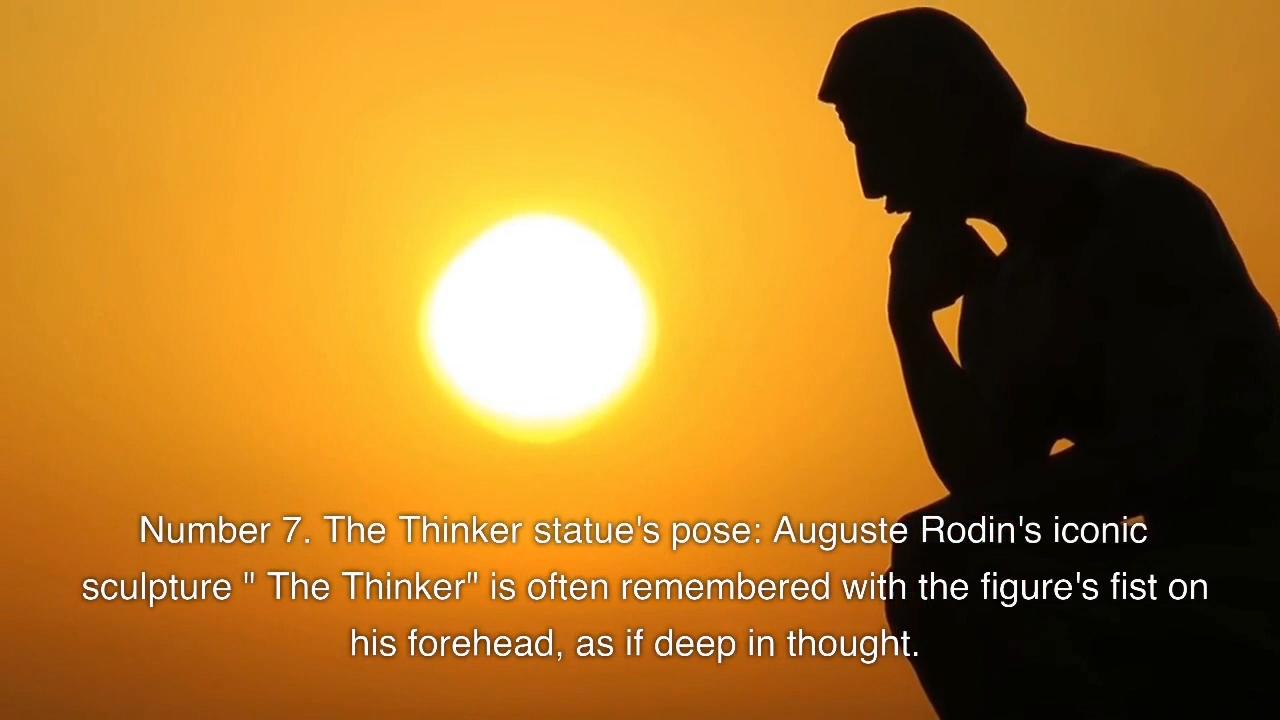 Number 7. The Thinker statue's pose: Auguste Rodin's iconic
sculpture " The Thinker" is often remembered with the figure's fist on
his forehead, as if deep in thought.